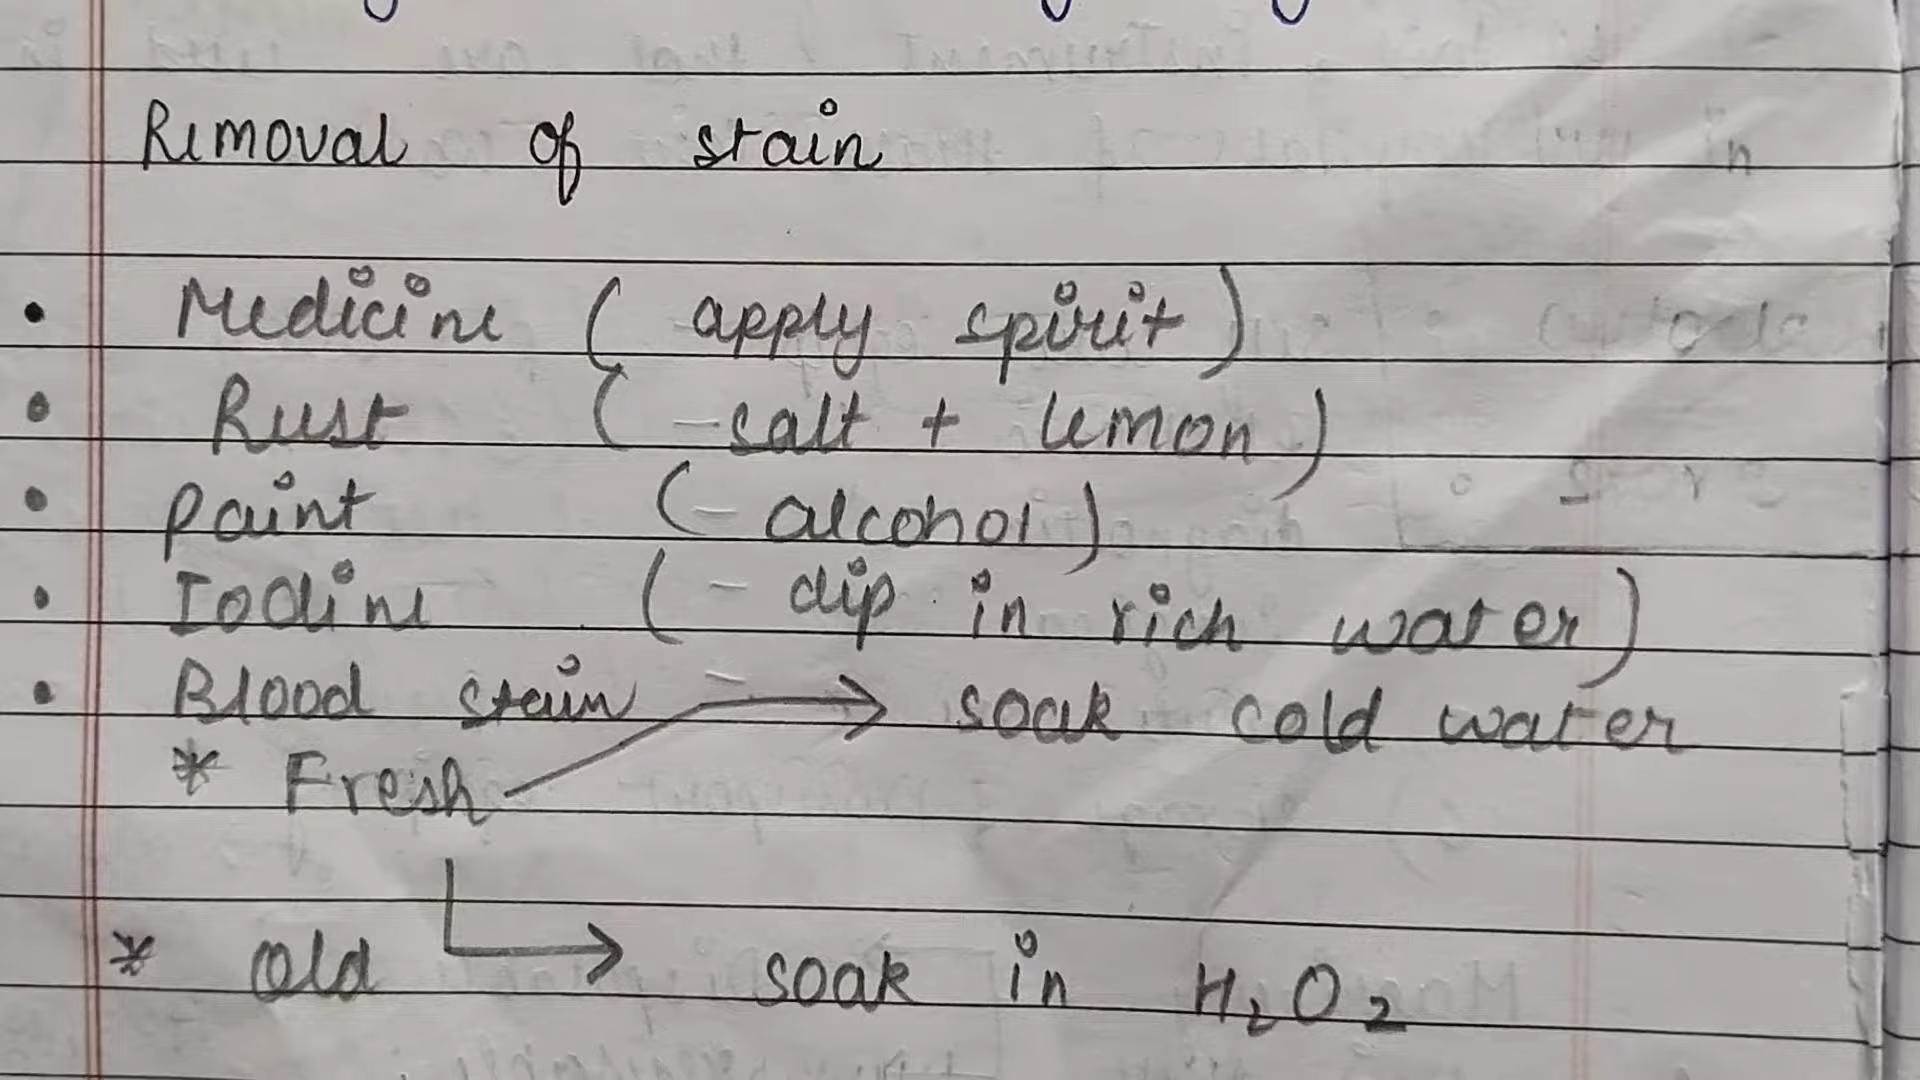 Removal of stain
• Medicine ( apply spirit )
• Rust ( - salt + lemon )
• Paint ( - alcohol )
• Iodine ( - dip in rich water )
• Blood stain → soak cold water
* Fresh
* old → soak in H₂O₂